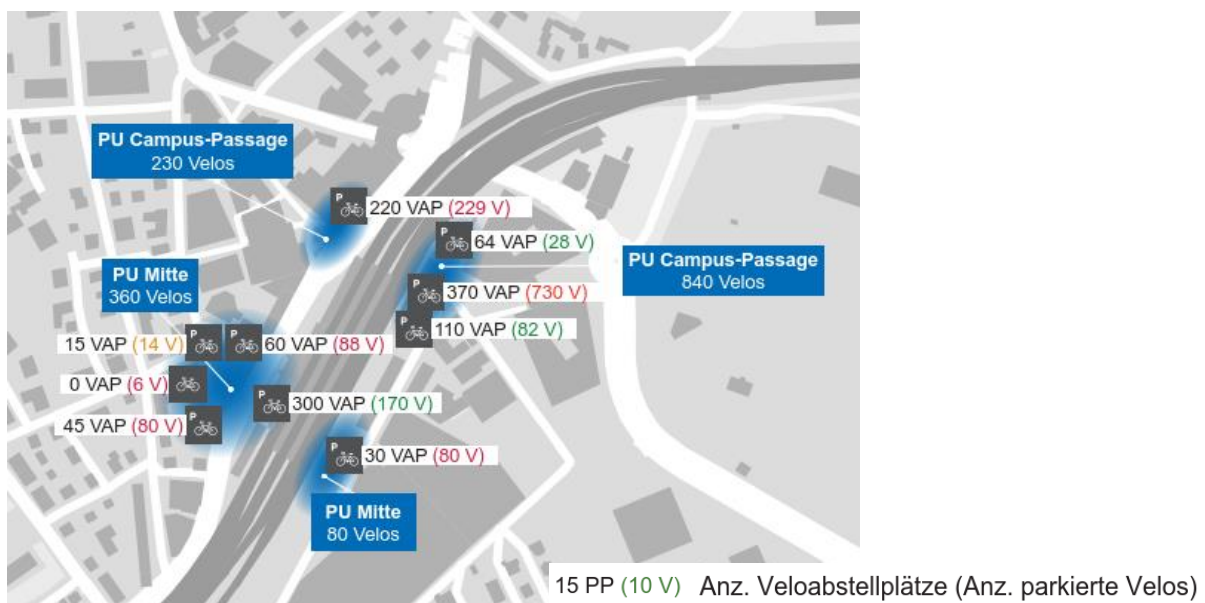 PU Campus-Passage
230 Velos
P
220 VAP (229 V)
P
64 VAP (28 V)
PU Campus-Passage
840 Velos
PU Mitte
360 Velos
P
370 VAP (730 V)
P
110 VAP (82 V)
15 VAP (14 V)
P
P
60 VAP (88 V)
0 VAP (6 V)
P
300 VAP (170 V)
45 VAP (80 V)
P
P
30 VAP (80 V)
PU Mitte
80 Velos
15 PP (10 V) Anz. Veloabstellplätze (Anz. parkierte Velos)